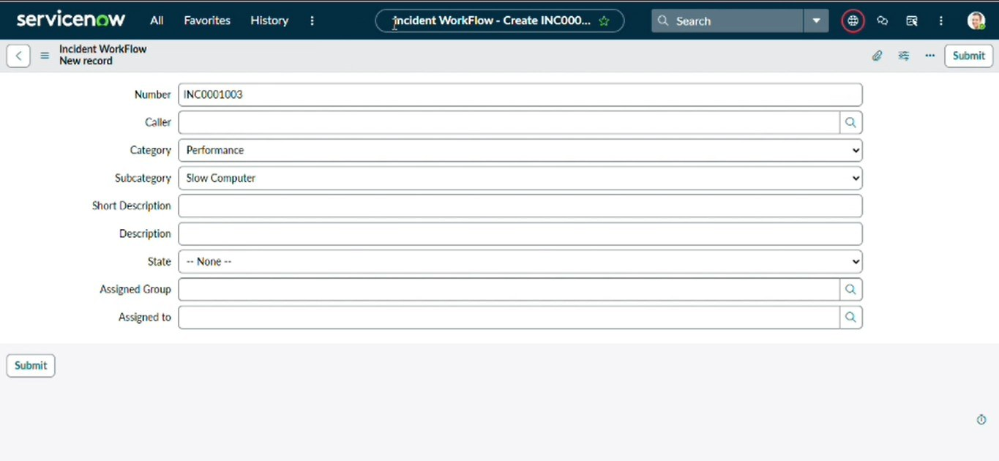 servicenow All Favorites History Incident WorkFlow - Create INC000... Search
Incident WorkFlow
New record
Submit
Number INC0001003
Caller
Category Performance
Subcategory Slow Computer
Short Description
Description
State -- None --
Assigned Group
Assigned to
Submit